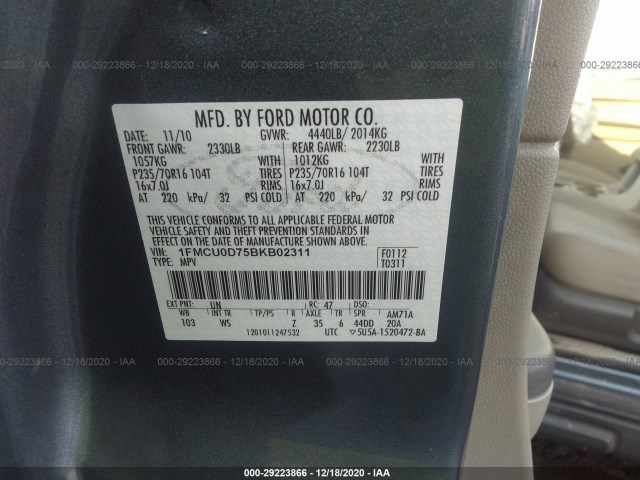 000-29223866 - 12/18/2020 - IAA 000-29223866 - 12/18/2020 - IAA 000-29223866 - 12/18/2020 - IAA
MFD. BY FORD MOTOR CO.
DATE: 11/10 GVWR: 4440LB/ 2014KG
FRONT GAWR: 2330LB REAR GAWR: 2230LB
1057KG WITH 1012KG WITH
P235/70R16 104T TIRES P235/70R16 104T TIRES
16x7.0J RIMS 16x7.0J RIMS
AT 220 kPa/ 32 PSI COLD AT 220 kPa/ 32 PSI COLD
THIS VEHICLE CONFORMS TO ALL APPLICABLE FEDERAL MOTOR
VEHICLE SAFETY AND THEFT PREVENTION STANDARDS IN
EFFECT ON THE DATE OF MANUFACTURE SHOWN ABOVE.
VIN: 1FMCU0D75BKB02311 F0112
TYPE: MPV T0311
EXT PNT: UN RC: 47 DSO:
WB INT TR TP/PS R AXLE TR SPR AM71A
103 WS Z 35 6 44DD 20A
1201011247532 UTC ▽5U5A-1520472-BA
000-29223866 - 12/18/2020 - IAA 000-29223866 - 12/18/2020 - IAA 000-29223866 - 12/18/2020 - IAA
000-29223866 - 12/18/2020 - IAA